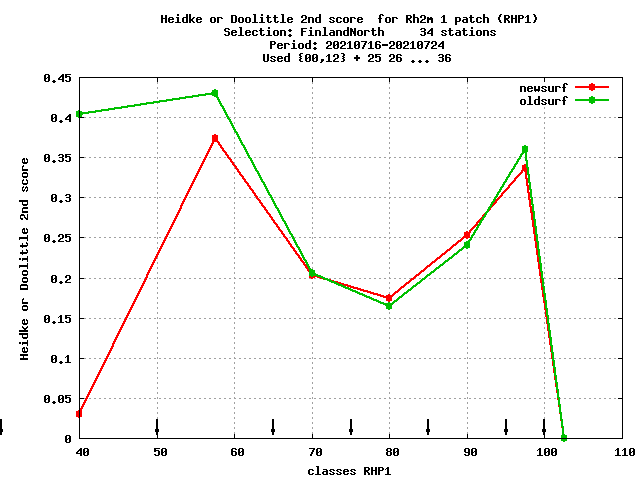 Heidke or Doolittle 2nd score  for Rh2m 1 patch (RHP1)
Selection: FinlandNorth     34 stations
Period: 20210716-20210724
Used {00,12} + 25 26 ... 36
newsurf
oldsurf
Heidke or Doolittle 2nd score
0.45
0.4
0.35
0.3
0.25
0.2
0.15
0.1
0.05
0
40 50 60 70 80 90 100 110
classes RHP1